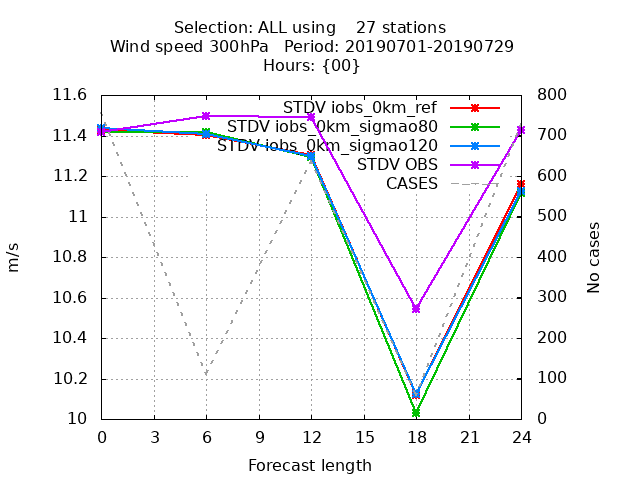 Selection: ALL using    27 stations
Wind speed 300hPa   Period: 20190701-20190729
Hours: {00}
11.6
11.4
11.2
11
10.8
10.6
10.4
10.2
10
m/s
STDV iobs_0km_ref
STDV iobs_0km_sigmao80
STDV iobs_0km_sigmao120
STDV OBS
CASES
800
700
600
500
400
300
200
100
0
No cases
0 3 6 9 12 15 18 21 24
Forecast length